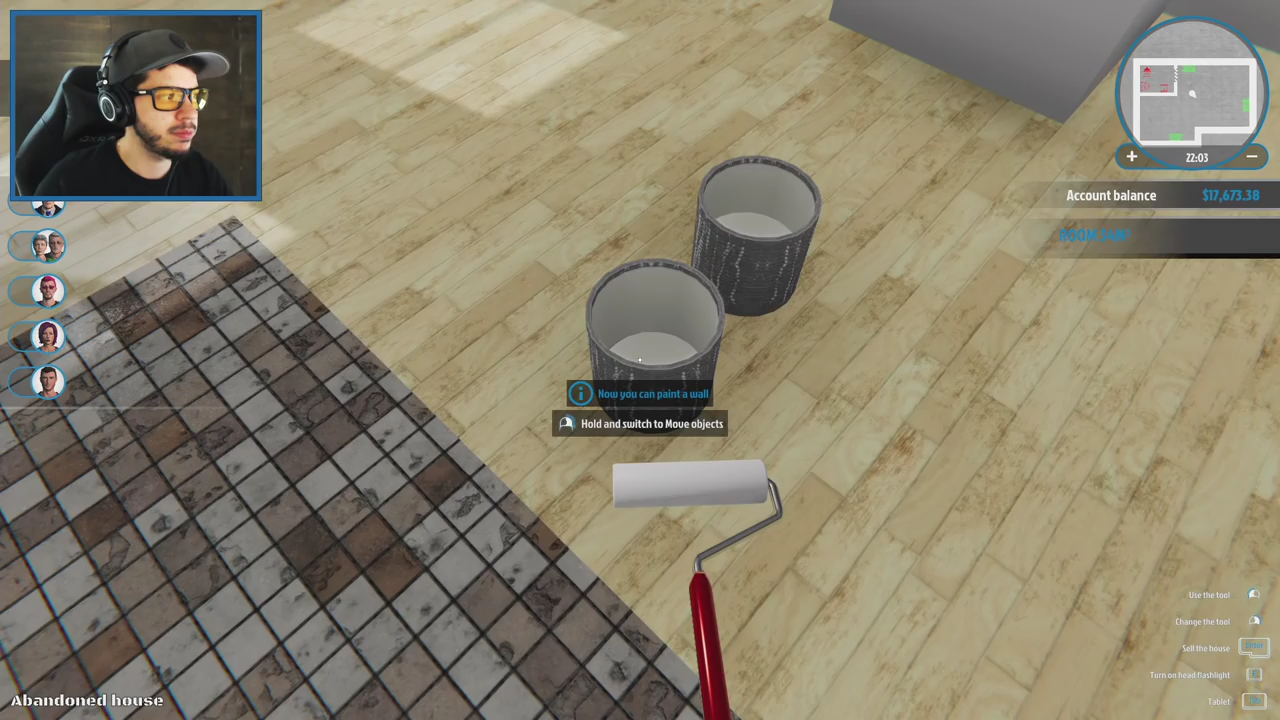 22:03
Account balance $17,673.38
Now you can paint a wall
Hold and switch to Move objects
Use the tool
Change the tool
Sell the house
Turn on head flashlight
Tablet
Abandoned house